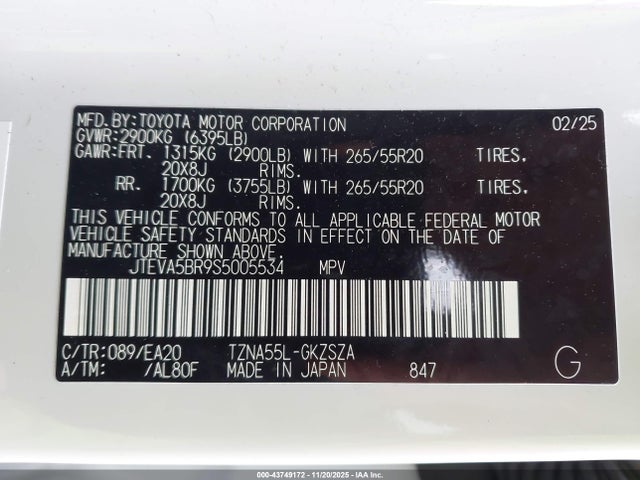 MFD.BY:TOYOTA MOTOR CORPORATION 02/25
GVWR:2900KG (6395LB)
GAWR:FRT. 1315KG (2900LB) WITH 265/55R20 TIRES.
20X8J RIMS.
RR. 1700KG (3755LB) WITH 265/55R20 TIRES.
20X8J RIMS.
THIS VEHICLE CONFORMS TO ALL APPLICABLE FEDERAL MOTOR
VEHICLE SAFETY STANDARDS IN EFFECT ON THE DATE OF
MANUFACTURE SHOWN ABOVE.
JTEVA5BR9S5005534 MPV
C/TR:089/EA20 TZNA55L-GKZSZA
A/TM: /AL80F MADE IN JAPAN 847 G
000-43749172 - 11/20/2025 - IAA, Inc.